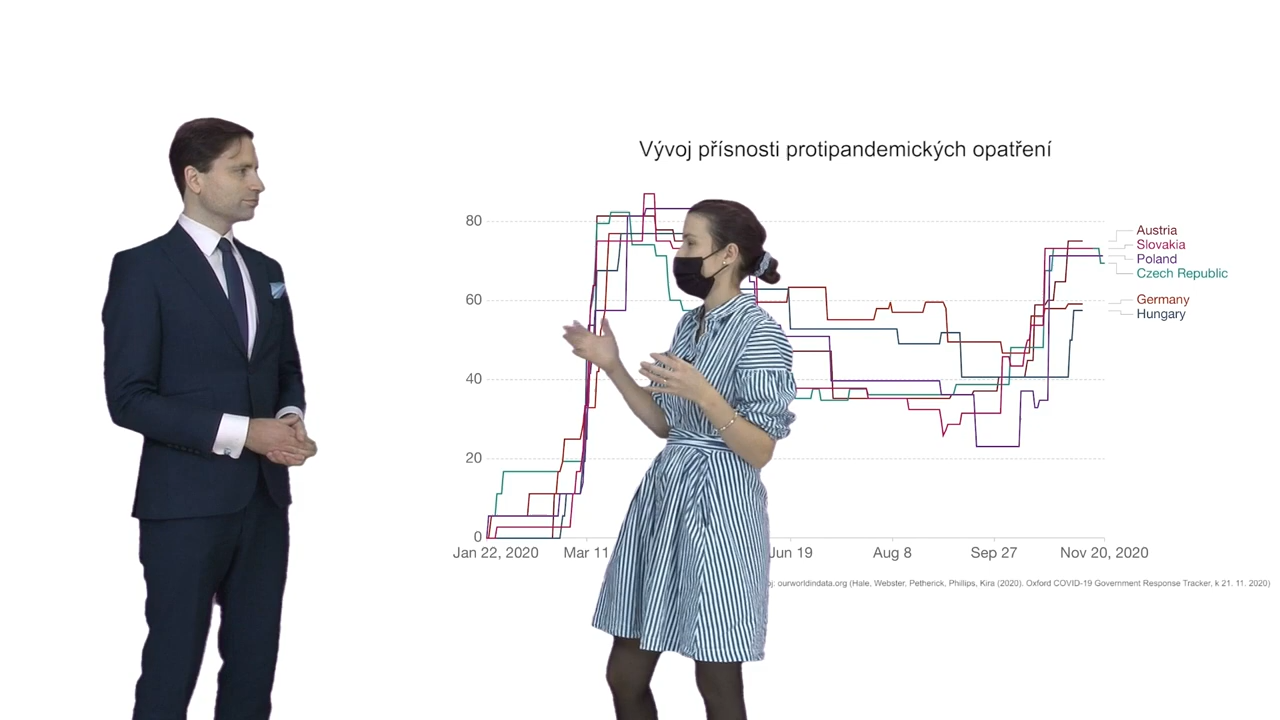 Vývoj přísnosti protipandemických opatření
80
60
40
20
0
Jan 22, 2020
Mar 11
Jun 19
Aug 8
Sep 27
Nov 20, 2020
Austria
Slovakia
Poland
Czech Republic
Germany
Hungary
ourworldindata.org (Hale, Webster, Petherick, Phillips, Kira (2020). Oxford COVID-19 Government Response Tracker, k 21. 11. 2020)